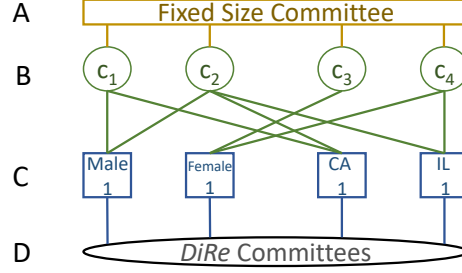 A Fixed Size Committee
B c1 c2 c3 c4
C Male Female CA IL
1 1 1 1
D DiRe Committees